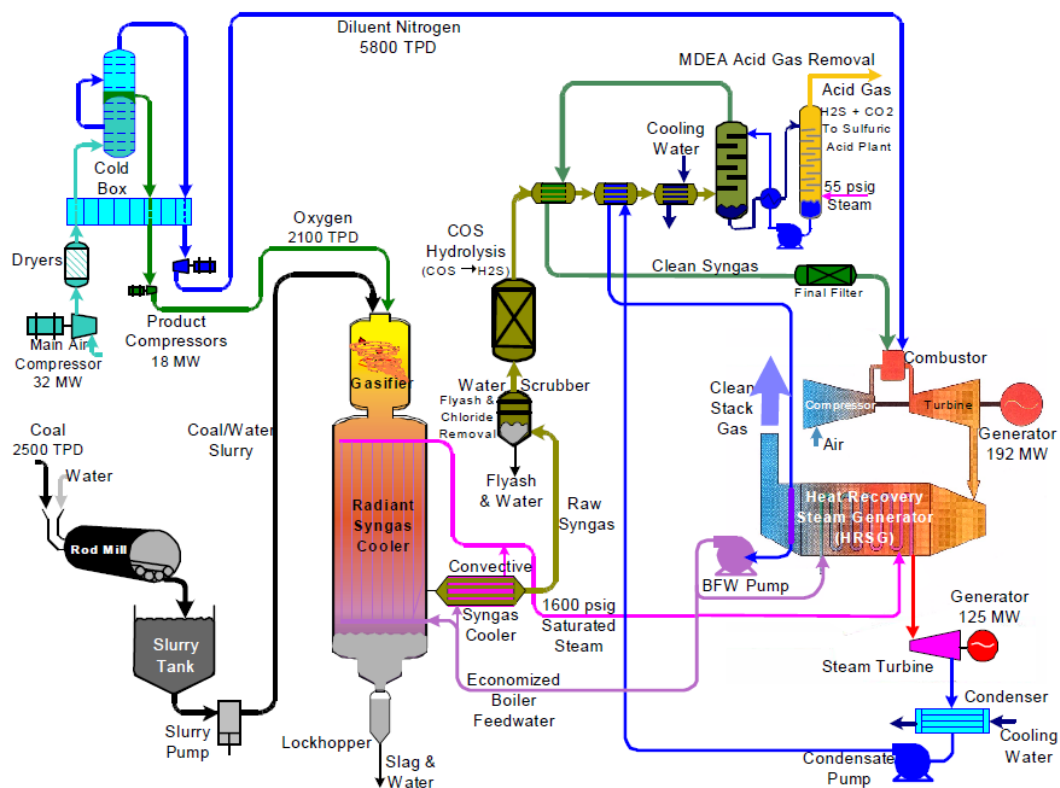 Diluent Nitrogen
5800 TPD
MDEA Acid Gas Removal
Acid Gas
H2S + CO2
To Sulfuric
Acid Plant
Cooling
Water
Cold
Box
55 psig
Steam
Oxygen
2100 TPD
COS
Hydrolysis
(COS →H2S)
Dryers
Clean Syngas
Final Filter
Product
Compressors
18 MW
Main Air
Compressor
32 MW
Gasifier
Water Scrubber
Flyash &
Chloride
Removal
Clean
Stack
Gas
Combustor
Compressor
Turbine
Air
Generator
192 MW
Coal
2500 TPD
Water
Coal/Water
Slurry
Flyash
& Water
Raw
Syngas
Radiant
Syngas
Cooler
Heat Recovery
Steam Generator
(HRSG)
Rod Mill
Convective
Syngas
Cooler
BFW Pump
1600 psig
Saturated
Steam
Generator
125 MW
Steam Turbine
Slurry
Tank
Economized
Boiler
Feedwater
Condenser
Cooling
Water
Slurry
Pump
Lockhopper
Slag &
Water
Condensate
Pump